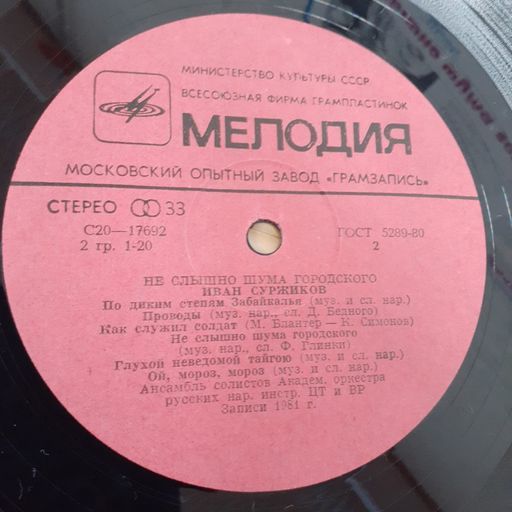 МИНИСТЕРСТВО КУЛЬТУРЫ СССР
ВСЕСОЮЗНАЯ ФИРМА ГРАМПЛАСТИНОК
МЕЛОДИЯ
МОСКОВСКИЙ ОПЫТНЫЙ ЗАВОД «ГРАМЗАПИСЬ»
СТЕРЕО 33
С20—17692
ГОСТ 5289-80
2 гр. 1-20
2
НЕ СЛЫШНО ШУМА ГОРОДСКОГО
ИВАН СУРЖИКОВ
По диким степям Забайкалья (муз. и сл. нар.)
Проводы (муз. нар., сл. Д. Бедного)
Как служил солдат (М. Блантер — К. Симонов)
Не слышно шума городского
(муз. нар., сл. Ф. Глинки)
Глухой неведомой тайгою (муз. и сл. нар.)
Ой, мороз, мороз (муз. и сл. нар.)
Ансамбль солистов Академ. оркестра
русских нар. инстр. ЦТ и ВР
Записи 1981 г.